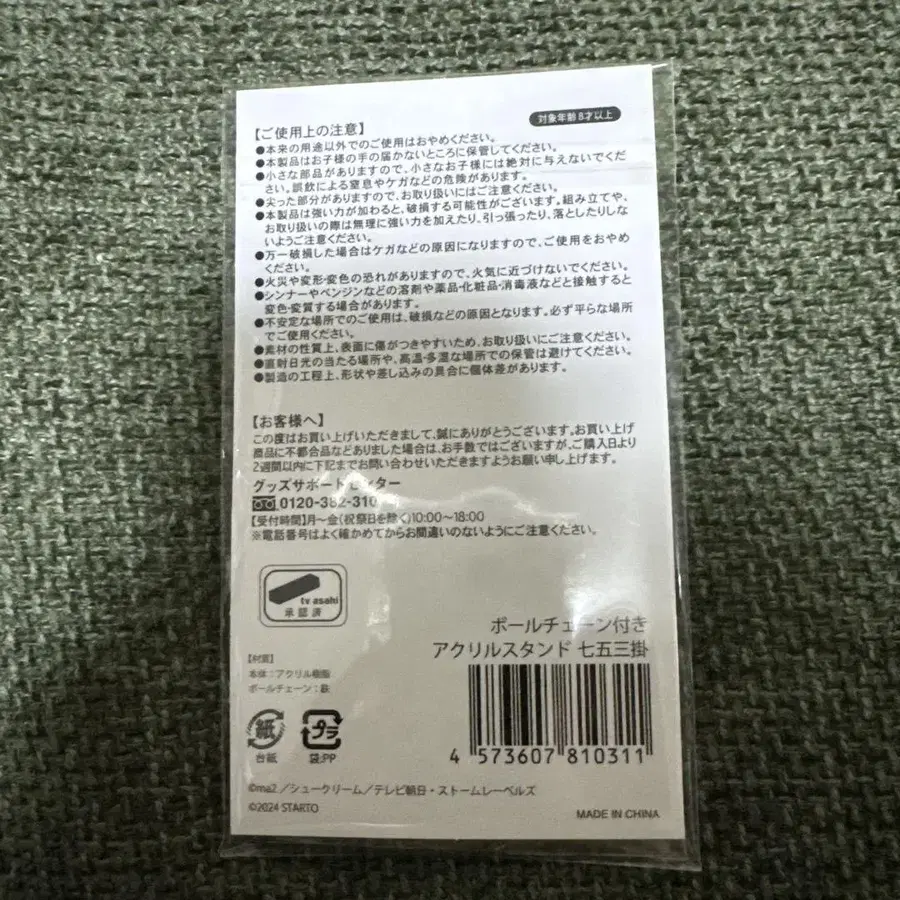 対象年齢8才以上
【ご使用上の注意】
●本来の用途以外でのご使用はおやめください。
●本製品はお子様の手の届かないところに保管してください。
●小さな部品がありますので、小さなお子様には絶対に与えないでくだ
さい。誤飲による窒息やケガなどの危険があります。
●尖った部分がありますので、お取り扱いにはご注意ください。
●本製品は強い力が加わると、破損する可能性がございます。組み立てや、
お取り扱いの際は無理に強い力を加えたり、引っ張ったり、落としたりしな
いようご注意ください。
●万一破損した場合はケガなどの原因になりますので、ご使用をおやめ
ください。
●火災や変形・変色の恐れがありますので、火気に近づけないでください。
●シンナーやベンジンなどの溶剤や薬品・化粧品・消毒液などと接触すると
変色・変質する場合があります。
●不安定な場所でのご使用は、破損などの原因となります。必ず平らな場所
でご使用ください。
●素材の性質上、表面に傷がつきやすいため、お取り扱いにご注意ください。
●直射日光の当たる場所や、高温・多湿な場所での保管は避けてください。
●製造の工程上、形状や差し込みの具合に個体差があります。
【お客様へ】
この度はお買い上げいただきまして、誠にありがとうございます。お買い上げ
商品に不都合品などありました場合は、お手数ではございますが、ご購入日より
2週間以内に下記までお問い合わせいただきますようお願い申し上げます。
グッズサポートセンター
0120-382-310
【受付時間】月～金(祝祭日を除く)10:00～18:00
※電話番号はよく確かめてからお間違いのないようにご注意ください。
tv asahi
承認済
ボールチェーン付き
アクリルスタンド 七五三掛
【材質】
本体:アクリル樹脂
ボールチェーン:鉄
紙
台紙
プラ
袋:PP
4 573607 810311
©ma2／シュークリーム／テレビ朝日・ストームレーベルズ
©2024 STARTO
MADE IN CHINA